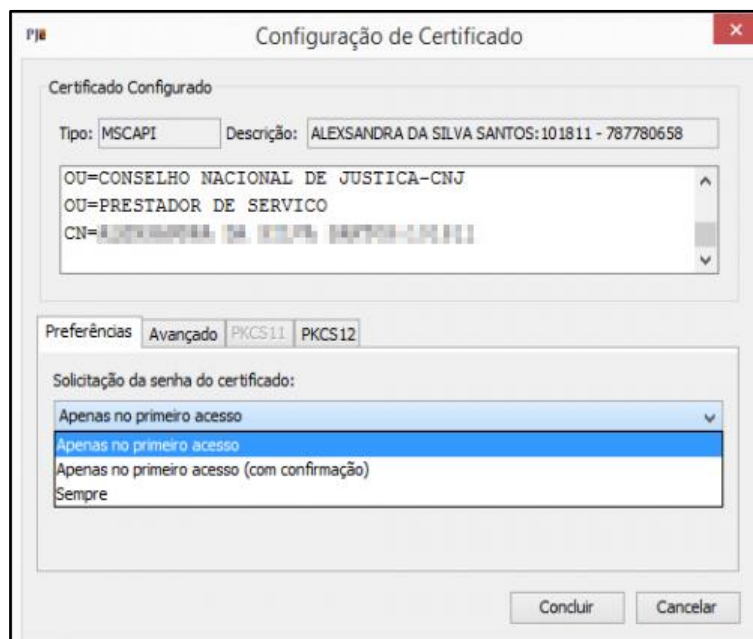 PJe
Configuração de Certificado
Certificado Configurado
Tipo: MSCAPI Descrição: ALEXSANDRA DA SILVA SANTOS:101811 - 787780658
OU=CONSELHO NACIONAL DE JUSTICA-CNJ
OU=PRESTADOR DE SERVICO
CN=
Preferências Avançado PKCS11 PKCS12
Solicitação da senha do certificado:
Apenas no primeiro acesso
Apenas no primeiro acesso
Apenas no primeiro acesso (com confirmação)
Sempre
Concluir Cancelar